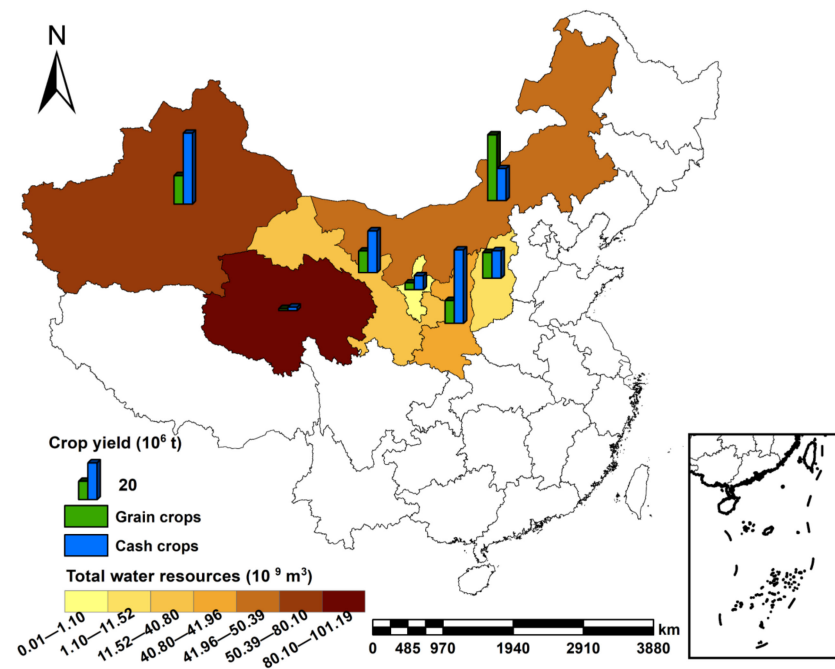 N
Crop yield (10⁶ t)
20
Grain crops
Cash crops
Total water resources (10 ⁹ m³)
0.01—1.10
1.10—11.52
11.52—40.80
40.80—41.96
41.96—50.39
50.39—80.10
80.10—101.19
km
0 485 970 1940 2910 3880